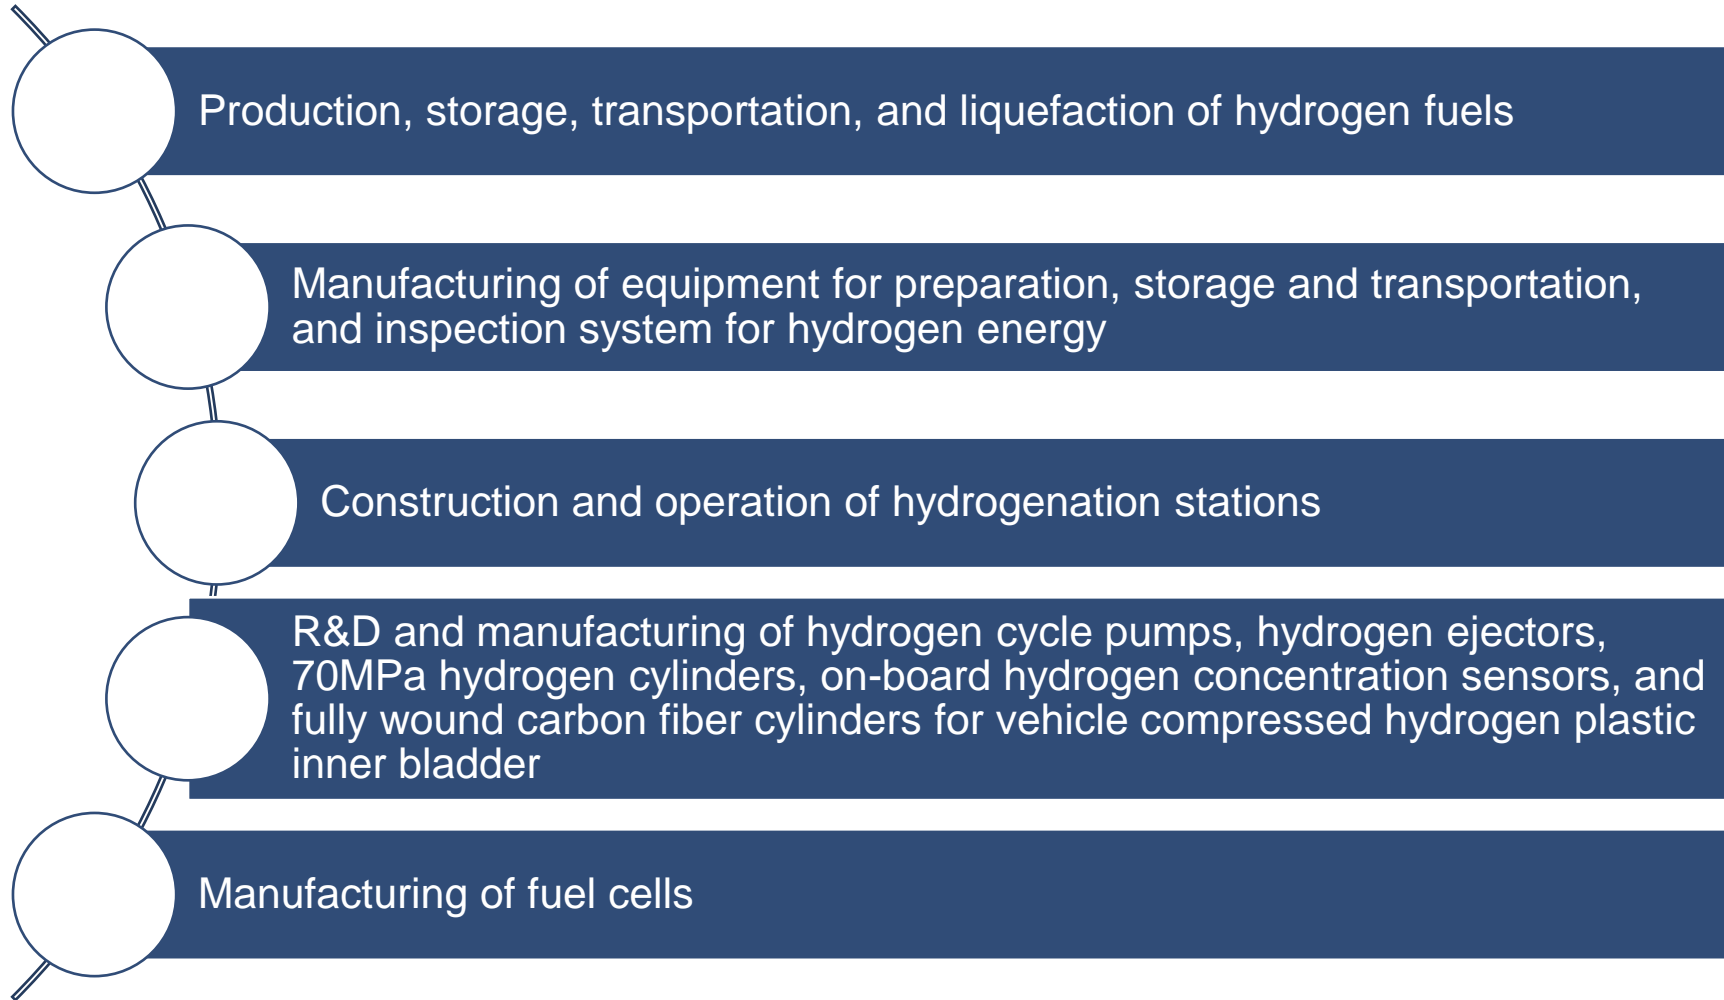 Production, storage, transportation, and liquefaction of hydrogen fuels
Manufacturing of equipment for preparation, storage and transportation,
and inspection system for hydrogen energy
Construction and operation of hydrogenation stations
R&D and manufacturing of hydrogen cycle pumps, hydrogen ejectors,
70MPa hydrogen cylinders, on-board hydrogen concentration sensors, and
fully wound carbon fiber cylinders for vehicle compressed hydrogen plastic
inner bladder
Manufacturing of fuel cells